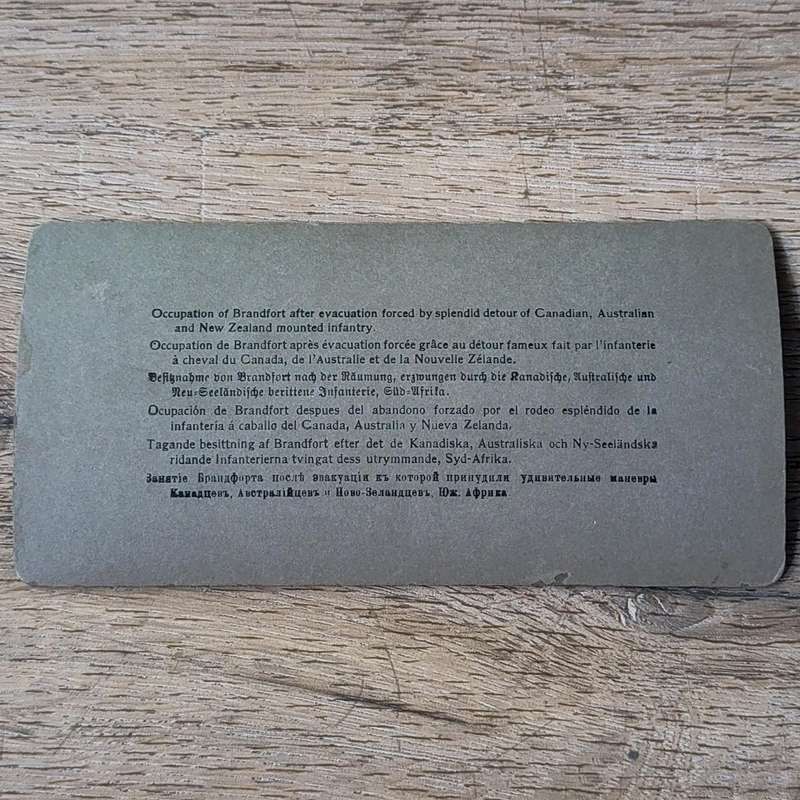 Occupation of Brandfort after evacuation forced by splendid detour of Canadian, Australian
and New Zealand mounted infantry.
Occupation de Brandfort après évacuation forcée grâce au détour fameux fait par l'infanterie
à cheval du Canada, de l'Australie et de la Nouvelle Zélande.
Besitznahme von Brandfort nach der Räumung, erzwungen durch die Kanadische, Australische und
Neu-Seeländische berittene Infanterie, Süd-Afrika.
Ocupación de Brandfort despues del abandono forzado por el rodeo espléndido de la
infantería á caballo del Canada, Australia y Nueva Zelanda.
Tagande besittning af Brandfort efter det de Kanadiska, Australiska och Ny-Seeländska
ridande Infanterierna tvingat dess utrymmande, Syd-Afrika.
Занятіе Брандфорта послѣ эвакуаціи къ которой принудили удивительные маневры
Канадцевъ, Австралійцевъ и Ново-Зеландцевъ, Юж. Африка